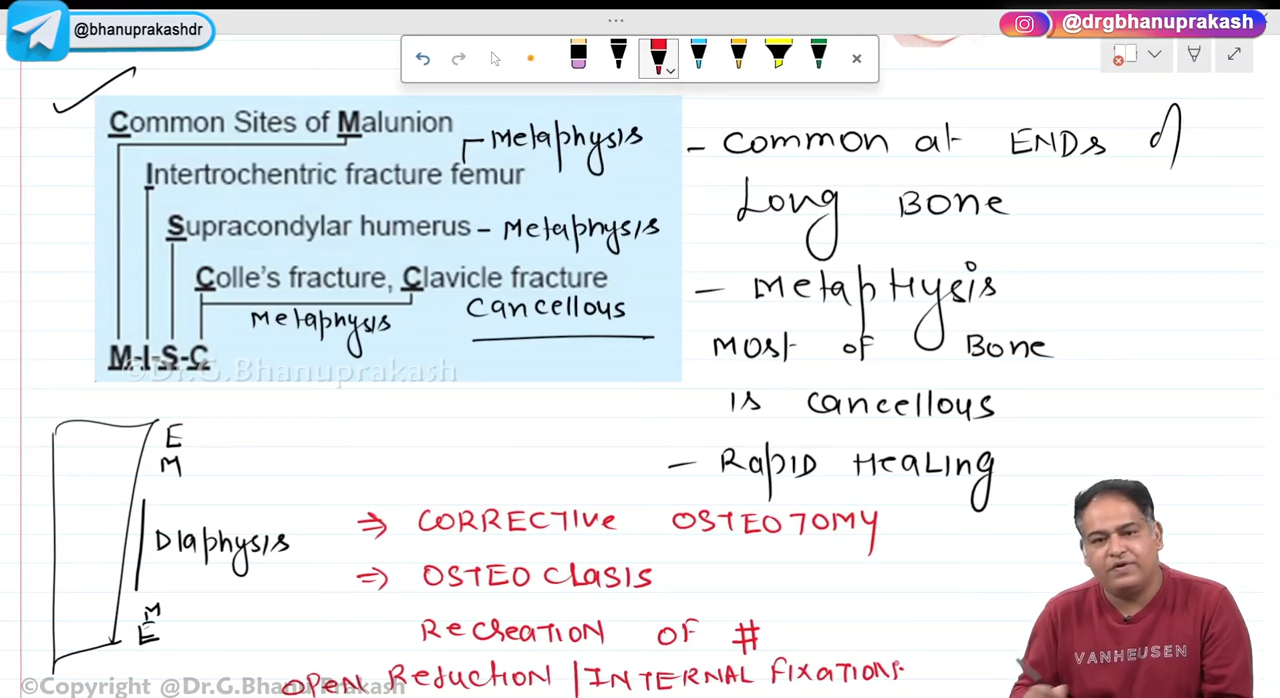 @bhanuprakashdr
@drgbhanuprakash
Common Sites of Malunion
Metaphysis
Intertrochentric fracture femur
Supracondylar humerus - Metaphysis
Colle's fracture, Clavicle fracture
Metaphysis
Cancellous
M-I-S-C
©Dr.G.Bhanuprakash
- Common at ENDs of
Long Bone
- Metaphysis
most of Bone
is cancellous
- Rapid Healing
E
M
Diaphysis
M
E
⇒ CORRECTIVE OSTEOTOMY
⇒ OSTEOclasis
Recreation OF #
OPEN Reduction / INTERNAL Fixations
©Copyright @Dr.G.Bhanu Prakash
VANHEUSEN